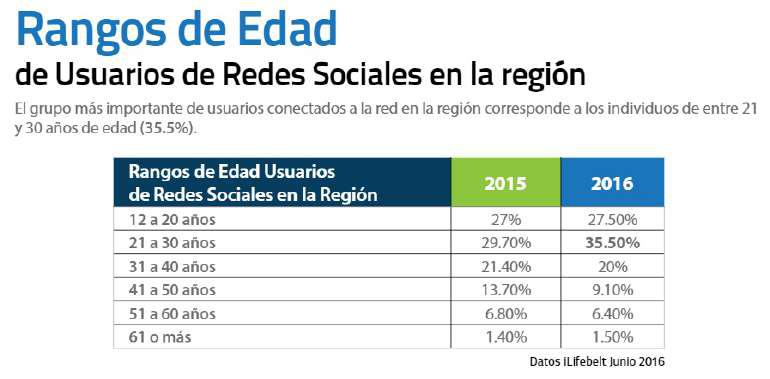 Rangos de Edad
de Usuarios de Redes Sociales en la región
El grupo más importante de usuarios conectados a la red en la región corresponde a los individuos de entre 21
y 30 años de edad (35.5%).
Rangos de Edad Usuarios
de Redes Sociales en la Región 2015 2016
12 a 20 años 27% 27.50%
21 a 30 años 29.70% 35.50%
31 a 40 años 21.40% 20%
41 a 50 años 13.70% 9.10%
51 a 60 años 6.80% 6.40%
61 o más 1.40% 1.50%
Datos iLifebelt Junio 2016